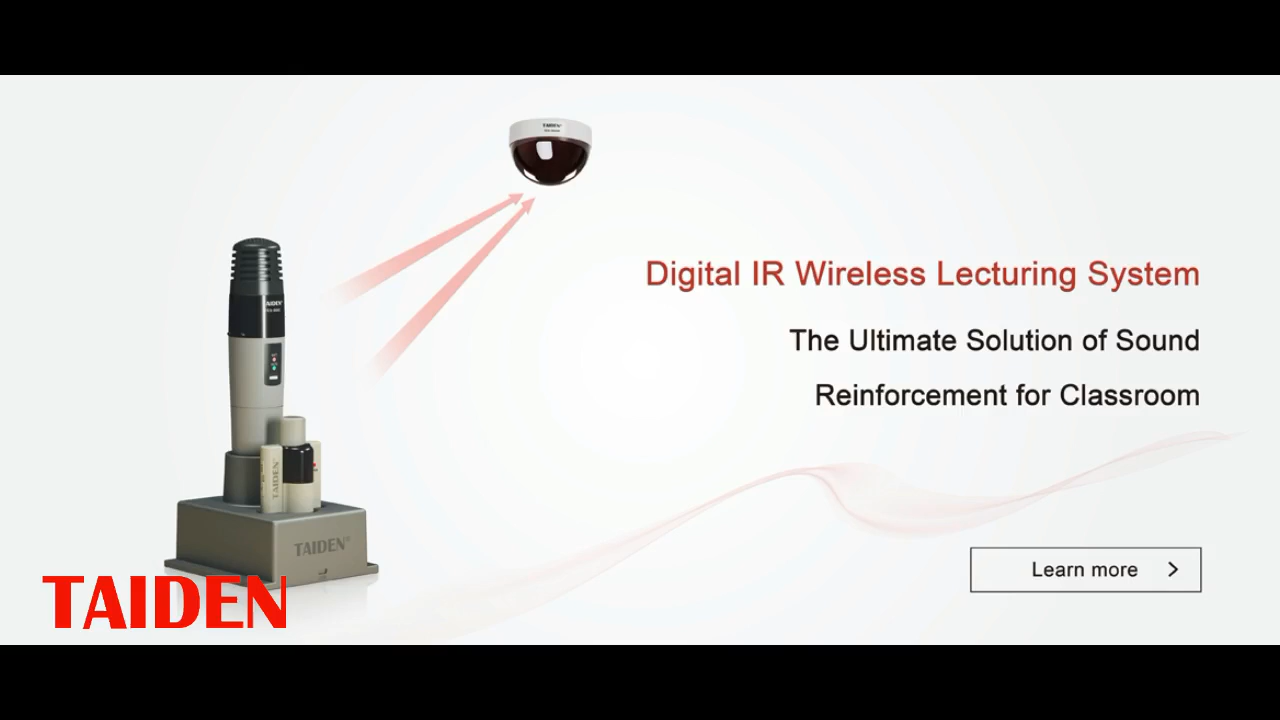 TAIDEN
TAIDEN
Digital IR Wireless Lecturing System
The Ultimate Solution of Sound
Reinforcement for Classroom
TAIDEN
TAIDEN®
Learn more
TAIDEN